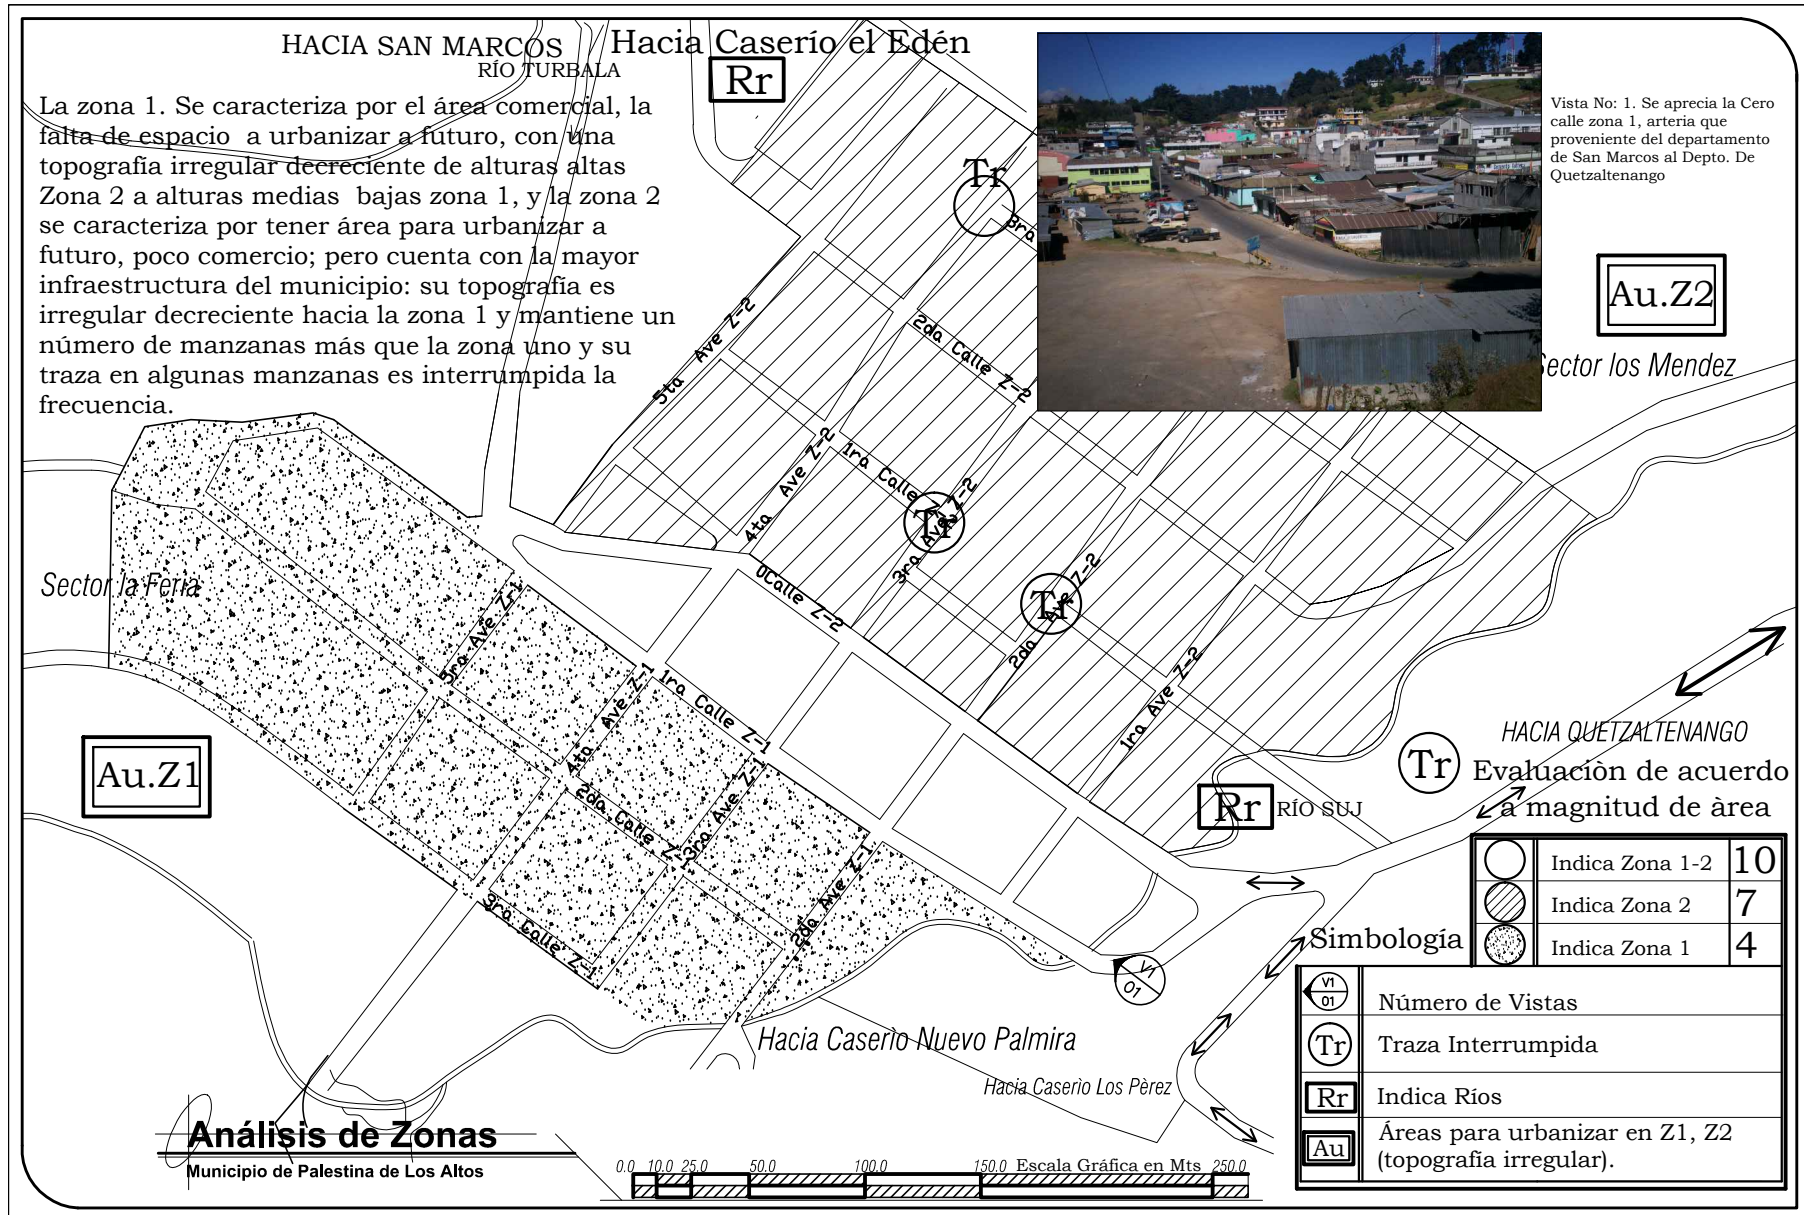 HACIA SAN MARCOS
Hacia Caserío el Edén
RÍO TURBALA
Rr
La zona 1. Se caracteriza por el área comercial, la
falta de espacio a urbanizar a futuro, con una
topografía irregular decreciente de alturas altas
Zona 2 a alturas medias bajas zona 1, y la zona 2
se caracteriza por tener área para urbanizar a
futuro, poco comercio; pero cuenta con la mayor
infraestructura del municipio: su topografía es
irregular decreciente hacia la zona 1 y mantiene un
número de manzanas más que la zona uno y su
traza en algunas manzanas es interrumpida la
frecuencia.
Vista No: 1. Se aprecia la Cero
calle zona 1, arteria que
proveniente del departamento
de San Marcos al Depto. De
Quetzaltenango
Tr
3ra
Au.Z2
Sector los Mendez
5ta Ave Z-2
2da Calle Z-2
4ta Ave Z-2
1ra Calle Z-2
Tr
3ra Ave Z-2
0Calle Z-2
Tr
2da Ave Z-2
1ra Ave Z-2
Sector la Feria
5ra Ave Z-1
4ta Ave Z-1
1ra Calle Z-1
3ra Ave Z-1
2da Calle Z-1
2da Ave Z-1
3ra Calle Z-1
Au.Z1
HACIA QUETZALTENANGO
Tr
Evaluaciòn de acuerdo
a magnitud de àrea
Rr
RÍO SUJ
Indica Zona 1-2 10
Indica Zona 2 7
Indica Zona 1 4
Simbología
V1
01
V1
01
Número de Vistas
Tr
Traza Interrumpida
Rr
Indica Ríos
Au
Áreas para urbanizar en Z1, Z2
(topografía irregular).
Hacia Caserìo Nuevo Palmira
Hacia Caserìo Los Pèrez
Análisis de Zonas
Municipio de Palestina de Los Altos
0.0 10.0 25.0 50.0 100.0 150.0 Escala Gráfica en Mts 250.0